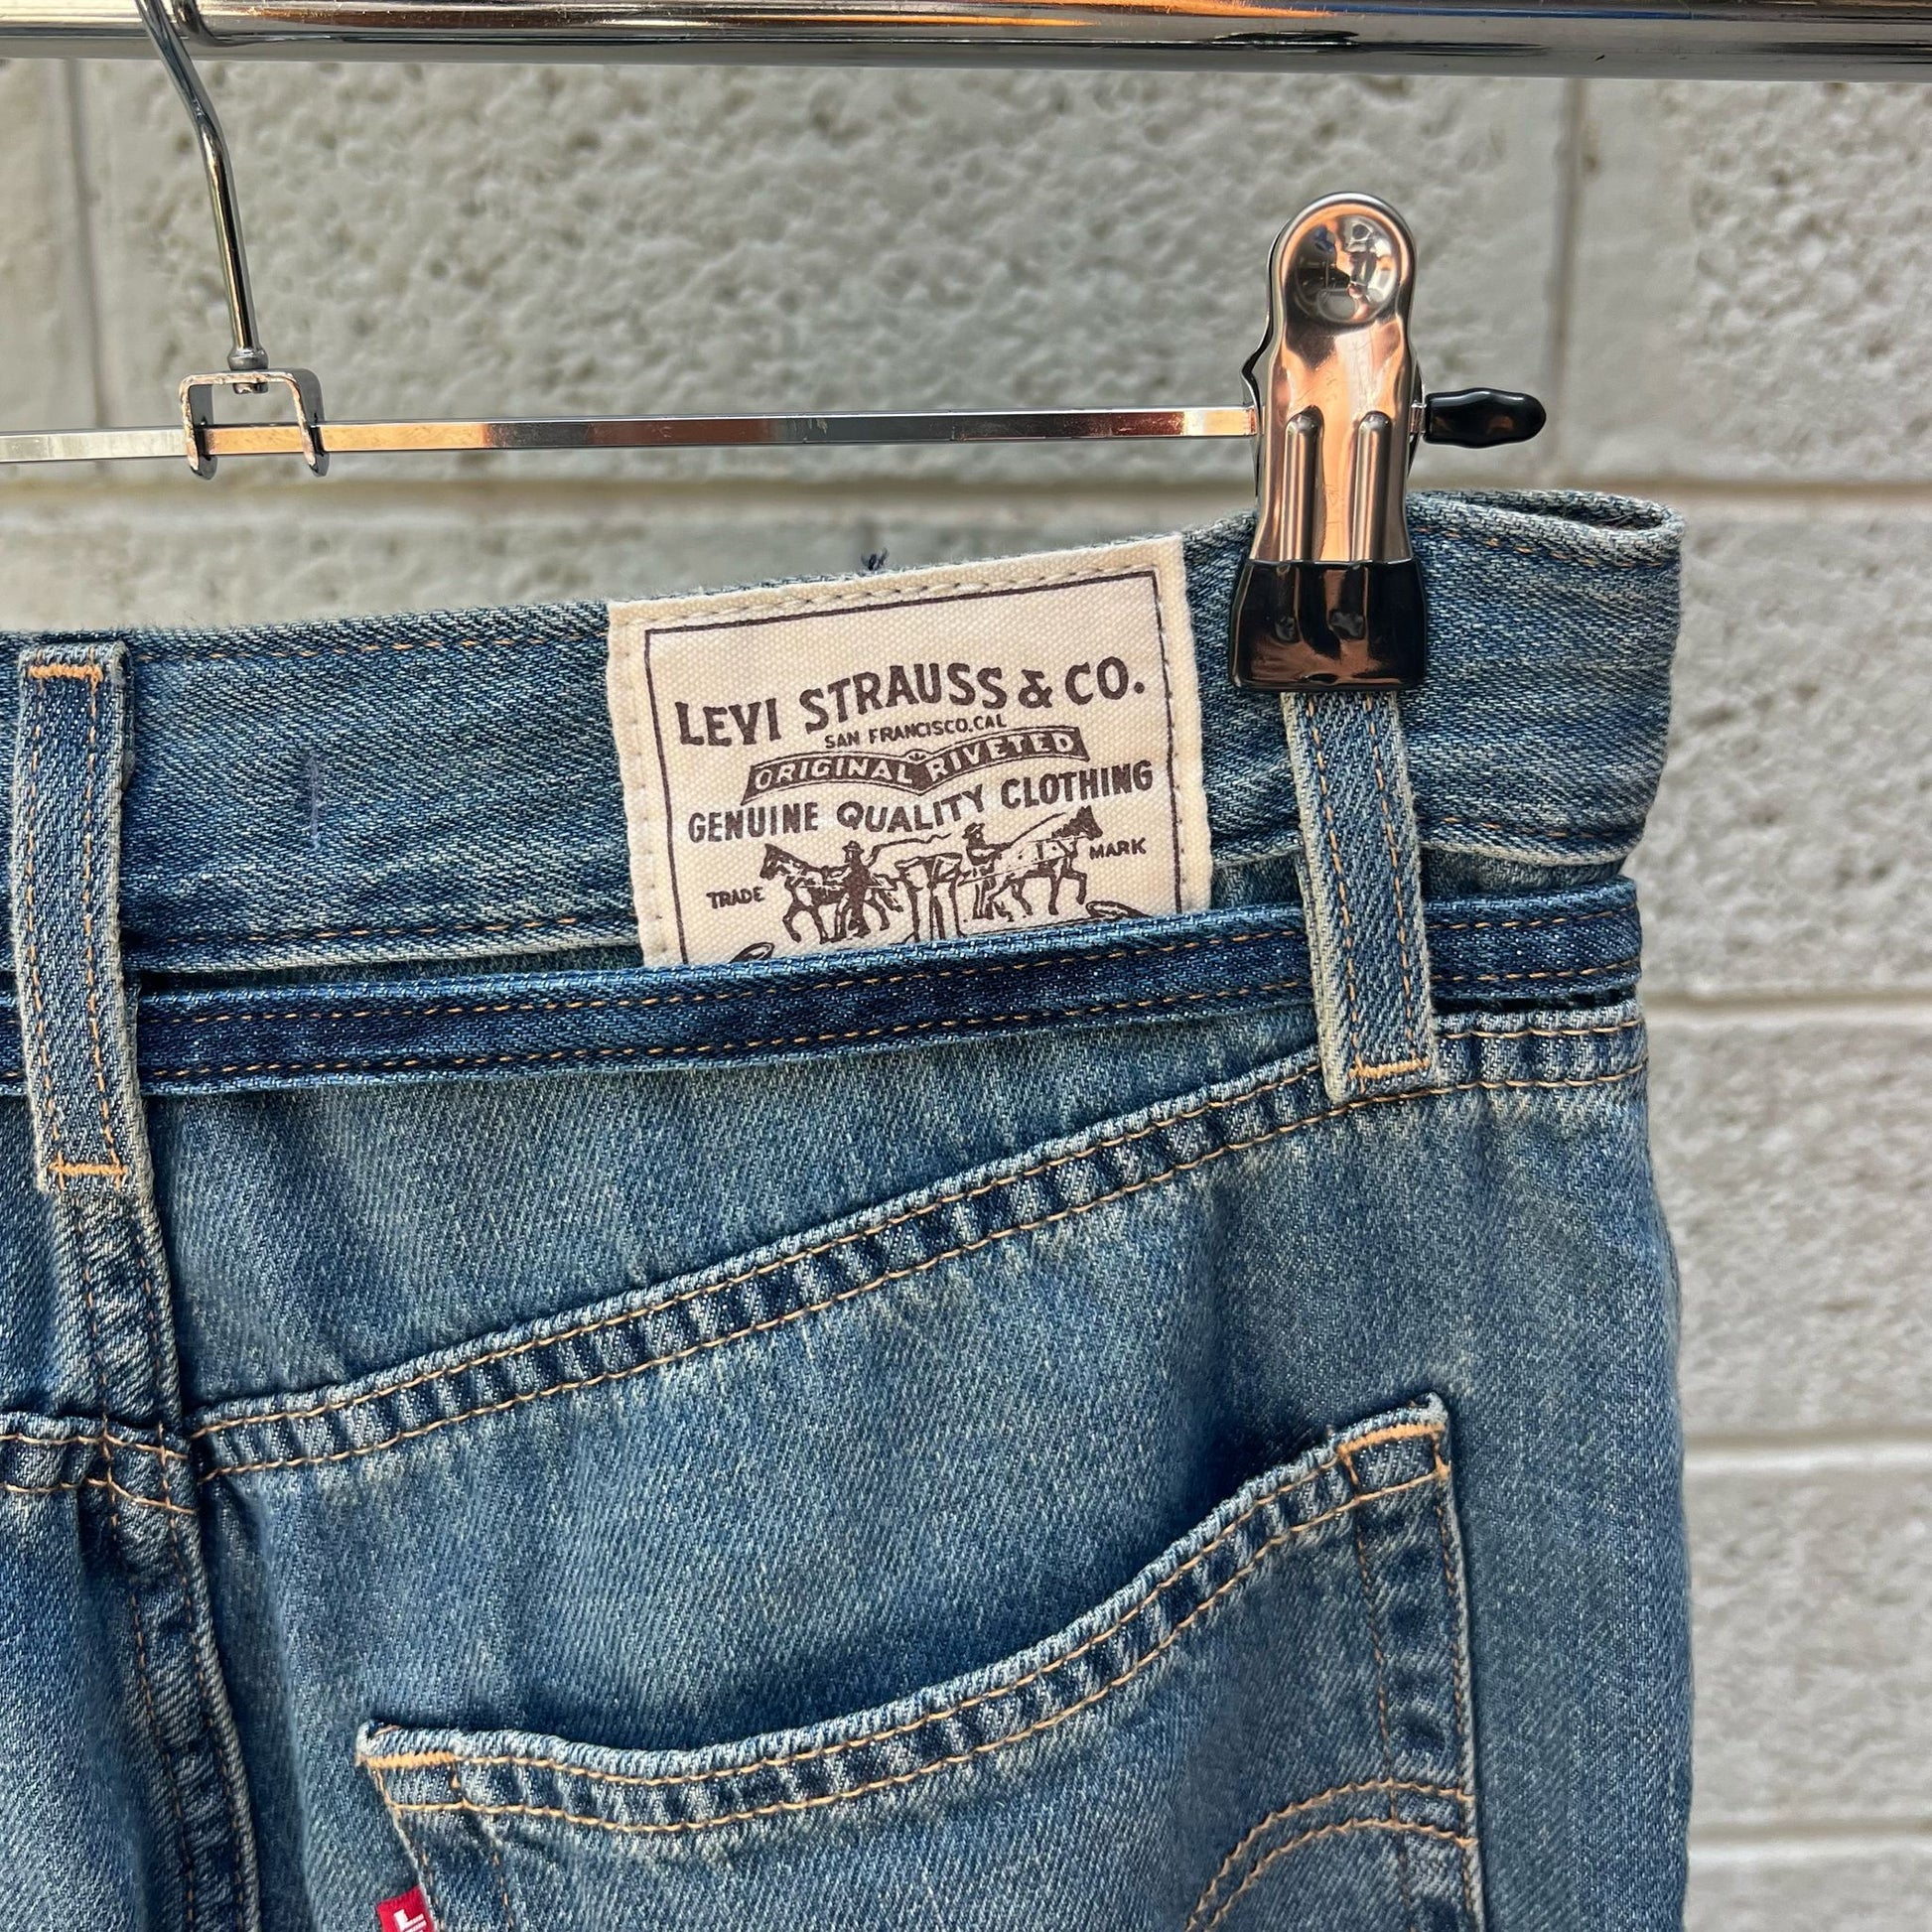 LEVI STRAUSS & CO.
SAN FRANCISCO, CAL
ORIGINAL RIVETED
GENUINE QUALITY CLOTHING
TRADE MARK
L